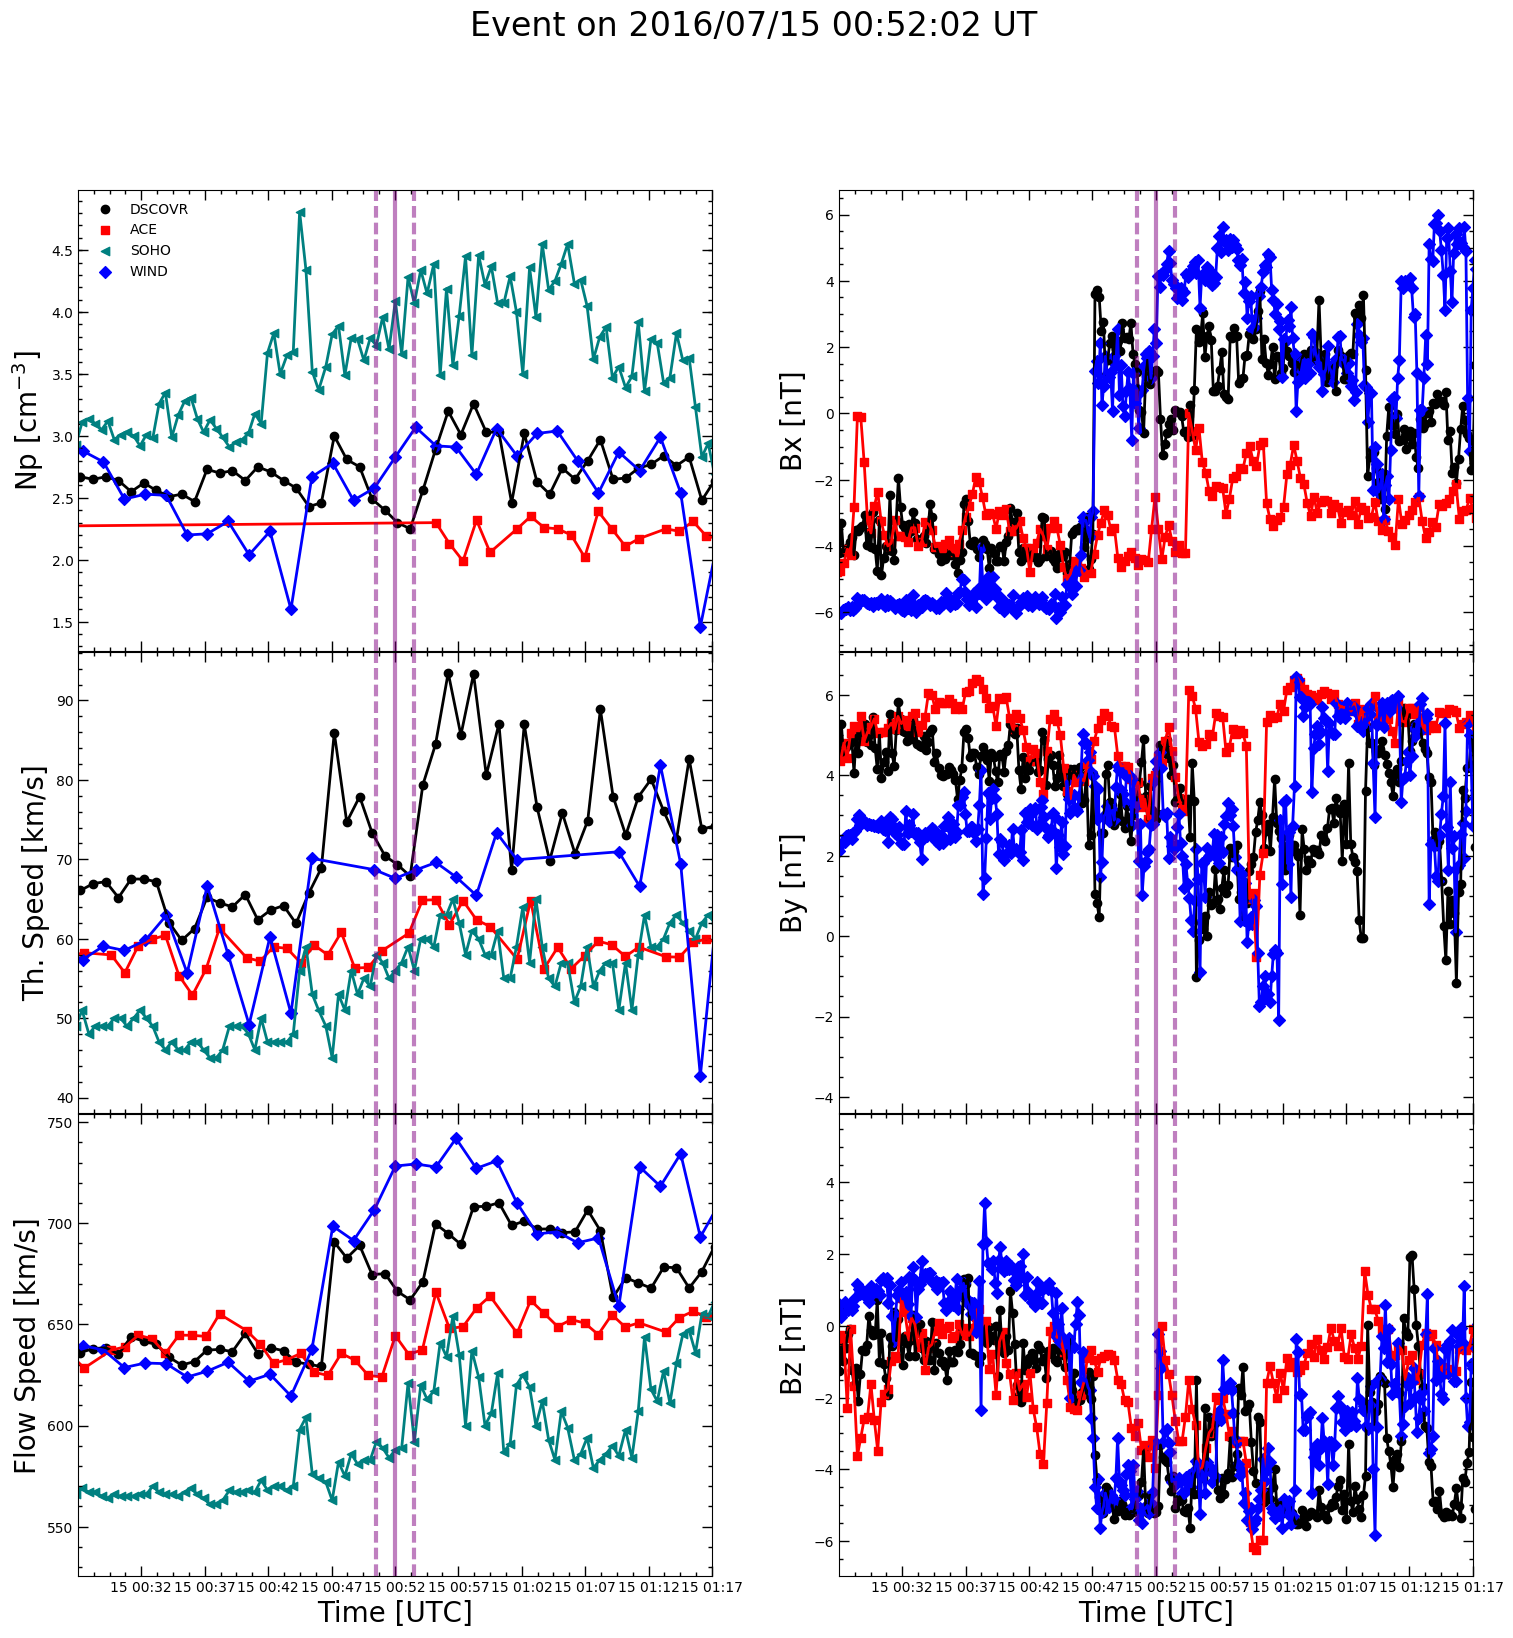 Event on 2016/07/15 00:52:02 UT
DSCOVR
ACE
SOHO
WIND
Np [cm⁻³]
4.5
4.0
3.5
3.0
2.5
2.0
1.5
Th. Speed [km/s]
90
80
70
60
50
40
Flow Speed [km/s]
750
700
650
600
550
15 00:32 15 00:37 15 00:42 15 00:47 15 00:52 15 00:57 15 01:02 15 01:07 15 01:12 15 01:17
Time [UTC]
Bx [nT]
6
4
2
0
−2
−4
−6
By [nT]
6
4
2
0
−2
−4
Bz [nT]
4
2
0
−2
−4
−6
15 00:32 15 00:37 15 00:42 15 00:47 15 00:52 15 00:57 15 01:02 15 01:07 15 01:12 15 01:17
Time [UTC]